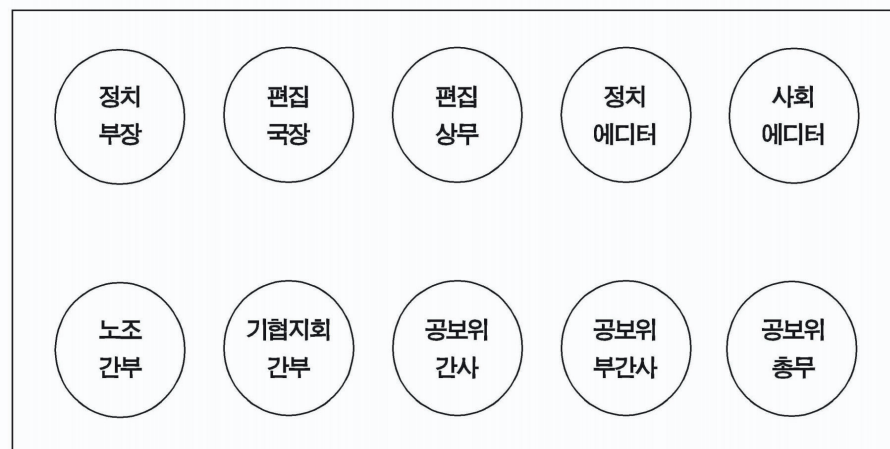 정치
부장
편집
국장
편집
상무
정치
에디터
사회
에디터
노조
간부
기협지회
간부
공보위
간사
공보위
부간사
공보위
총무